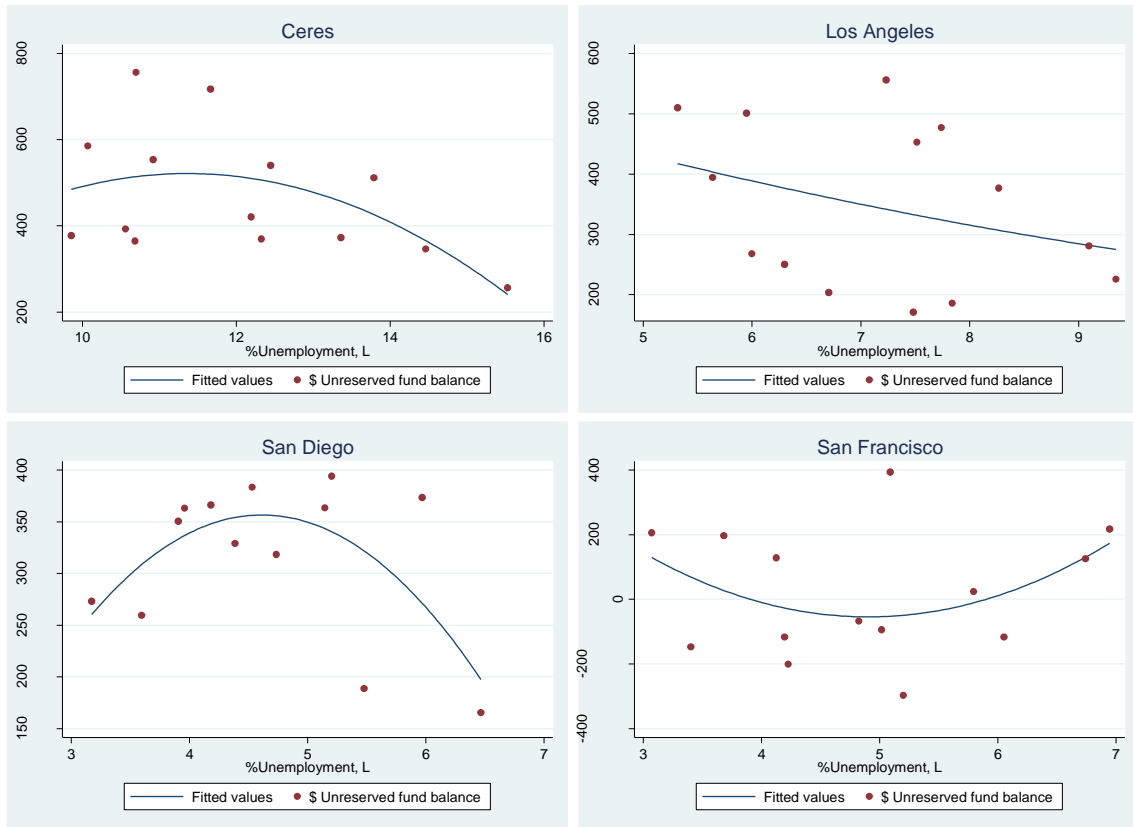 Ceres
800
600
400
200
10 12 14 16
%Unemployment, L
Fitted values $ Unreserved fund balance
Los Angeles
600
500
400
300
200
5 6 7 8 9
%Unemployment, L
Fitted values $ Unreserved fund balance
San Diego
400
350
300
250
200
150
3 4 5 6 7
%Unemployment, L
Fitted values $ Unreserved fund balance
San Francisco
400
200
0
-200
-400
3 4 5 6 7
%Unemployment, L
Fitted values $ Unreserved fund balance